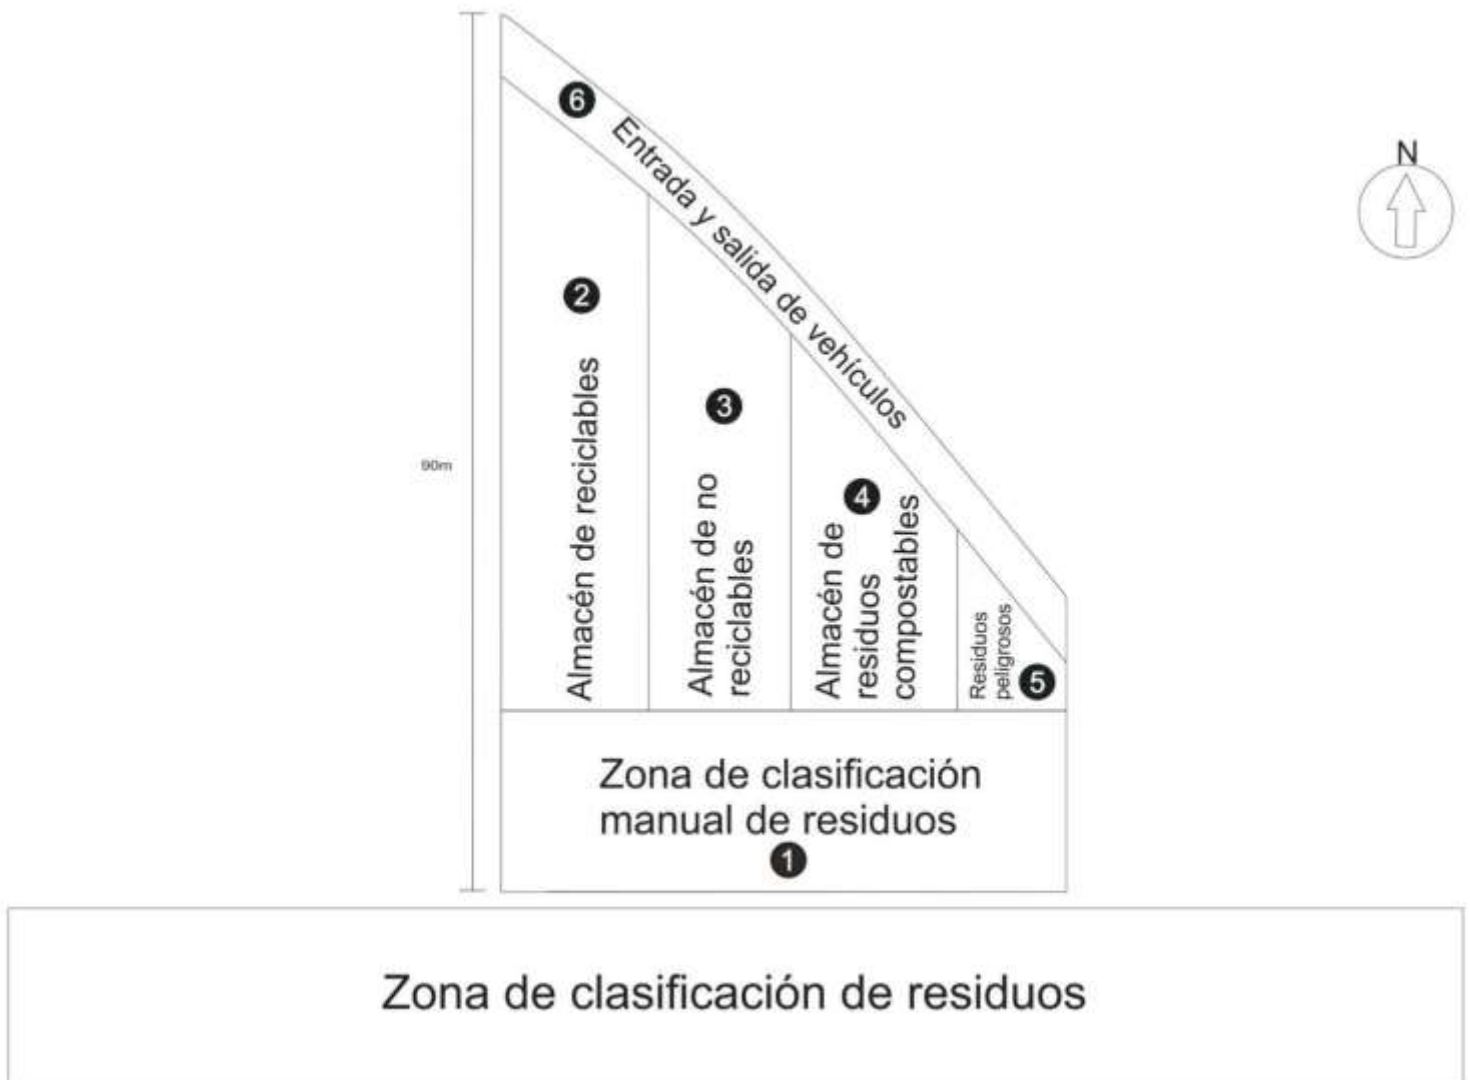 N
6
Entrada y salida de vehículos
2
Almacén de reciclables
3
Almacén de no
reciclables
4
Almacén de
residuos
compostables
Residuos
peligrosos
5
90m
Zona de clasificación
manual de residuos
1
Zona de clasificación de residuos